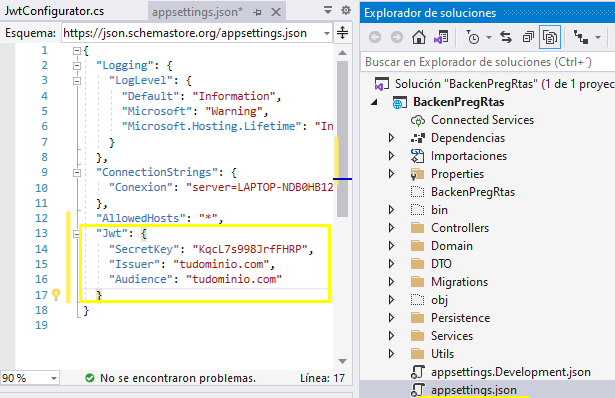 JwtConfigurator.cs
appsettings.json*
Esquema: https://json.schemastore.org/appsettings.json
1 {
2 "Logging": {
3 "LogLevel": {
4 "Default": "Information",
5 "Microsoft": "Warning",
6 "Microsoft.Hosting.Lifetime": "In
7 }
8 },
9 "ConnectionStrings": {
10 "Conexion": "server=LAPTOP-NDB0HB12
11 },
12 "AllowedHosts": "*",
13 "Jwt": {
14 "SecretKey": "KqcL7s998JrfFHRP",
15 "Issuer": "tudominio.com",
16 "Audience": "tudominio.com"
17 }
18 }
19
90 %
No se encontraron problemas.
Línea: 17
Explorador de soluciones
Buscar en Explorador de soluciones (Ctrl+´)
Solución "BackenPregRtas" (1 de 1 proyec
BackenPregRtas
Connected Services
Dependencias
Importaciones
Properties
BackenPregRtas
bin
Controllers
Domain
DTO
Migrations
obj
Persistence
Services
Utils
appsettings.Development.json
appsettings.json